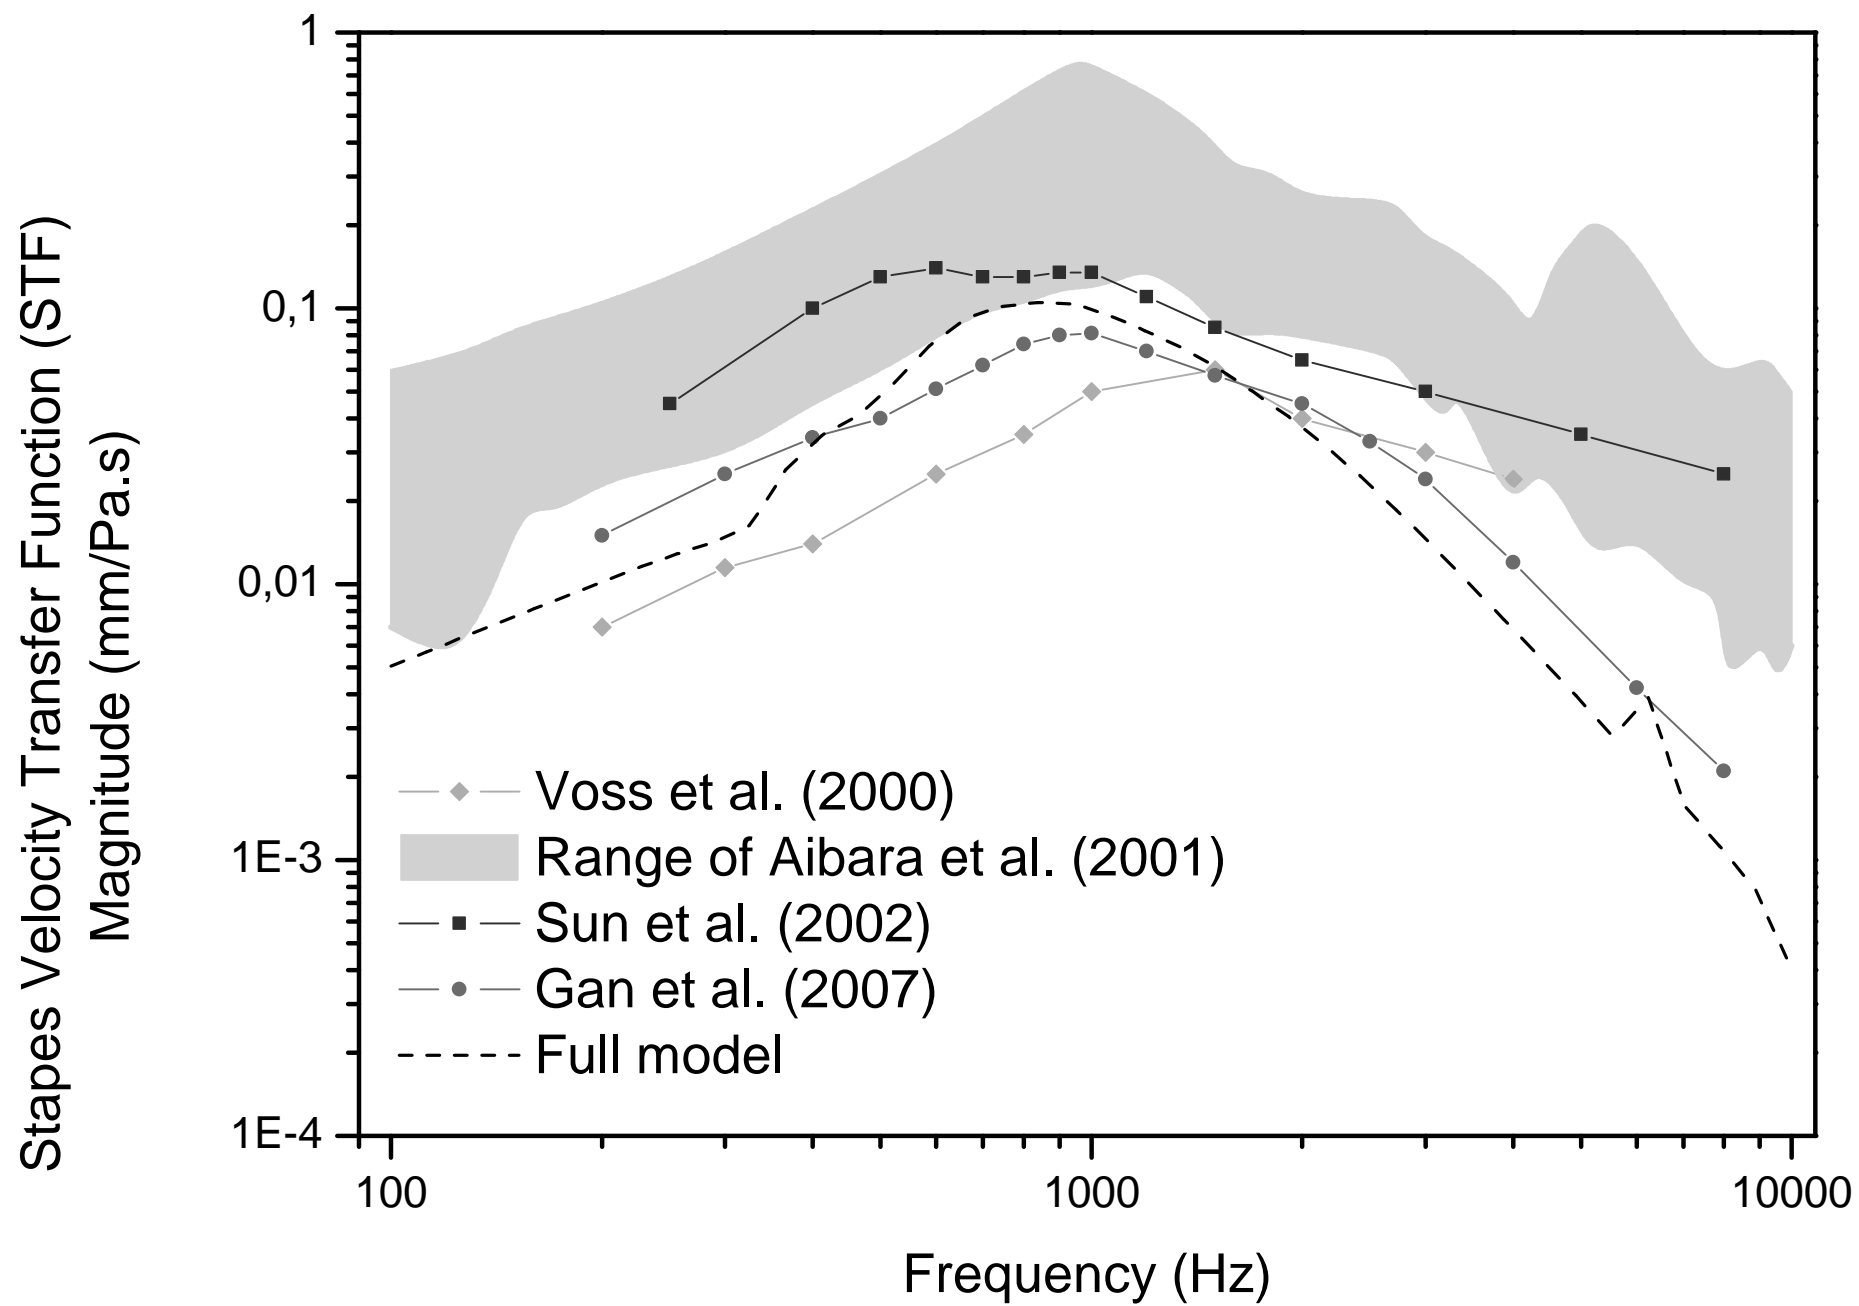 Stapes Velocity Transfer Function (STF)
Magnitude (mm/Pa.s)
1
0,1
0,01
1E-3
1E-4
Voss et al. (2000)
Range of Aibara et al. (2001)
Sun et al. (2002)
Gan et al. (2007)
Full model
100
1000
10000
Frequency (Hz)